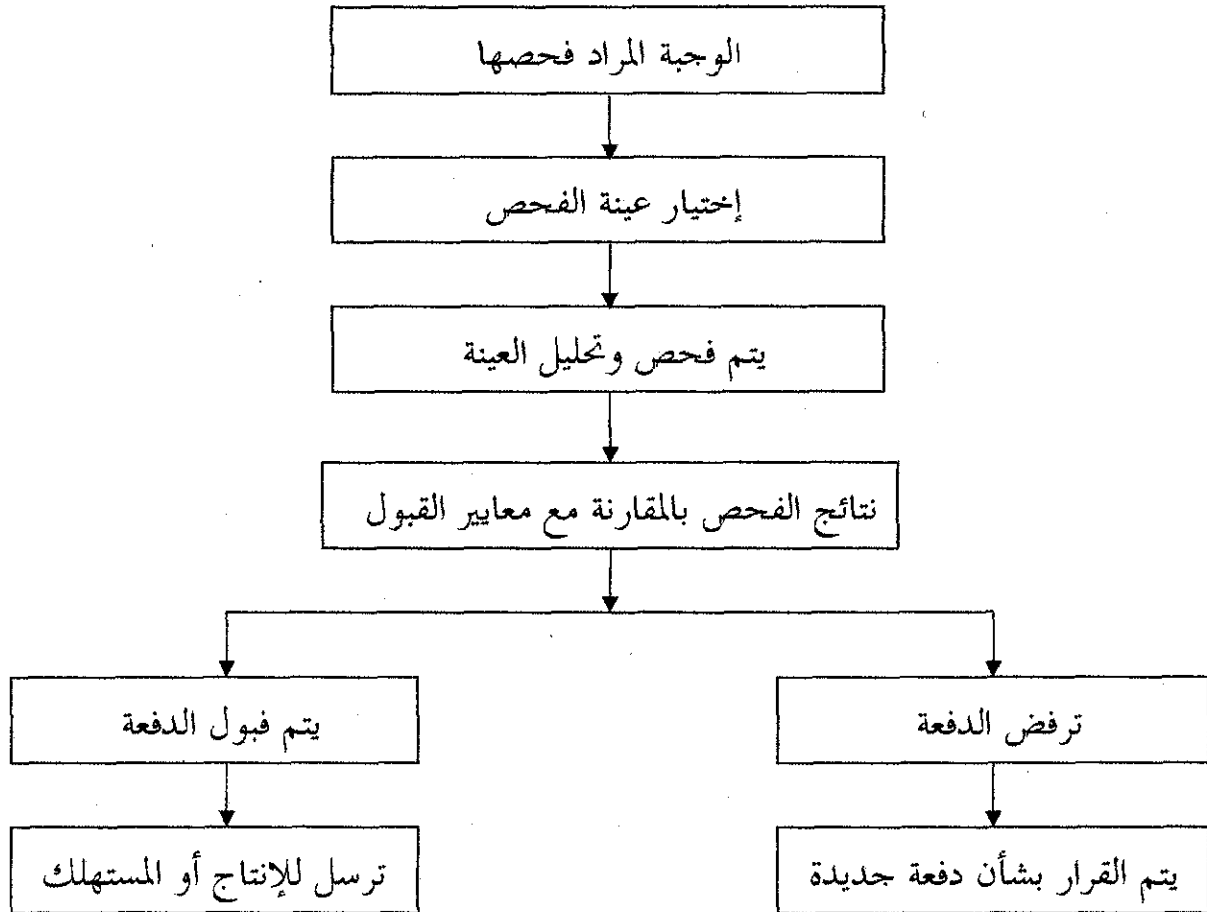 الوجبة المراد فحصها
إختيار عينة الفحص
يتم فحص وتحليل العينة
نتائج الفحص بالمقارنة مع معايير القبول
ترفض الدفعة
يتم فبول الدفعة
يتم القرار بشأن دفعة جديدة
ترسل للإنتاج أو المستهلك